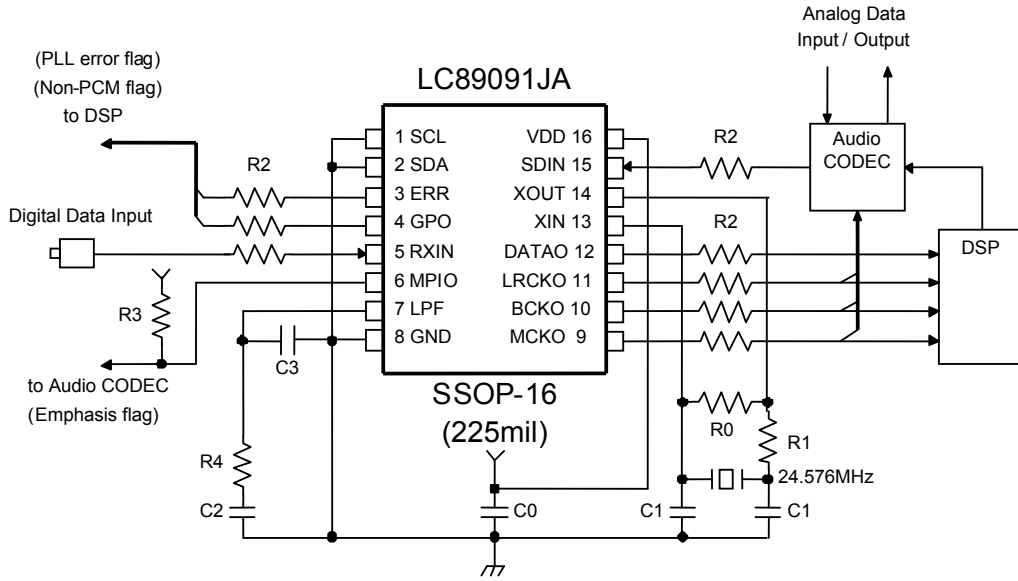 Analog Data
Input / Output
(PLL error flag)
(Non-PCM flag)
to DSP
LC89091JA
1 SCL
2 SDA
3 ERR
4 GPO
5 RXIN
6 MPIO
7 LPF
8 GND
VDD 16
SDIN 15
XOUT 14
XIN 13
DATAO 12
LRCKO 11
BCKO 10
MCKO 9
R2
Digital Data Input
R3
C3
to Audio CODEC
(Emphasis flag)
R4
C2
SSOP-16
(225mil)
C0
R2
Audio
CODEC
R2
DSP
R0
R1
24.576MHz
C1
C1